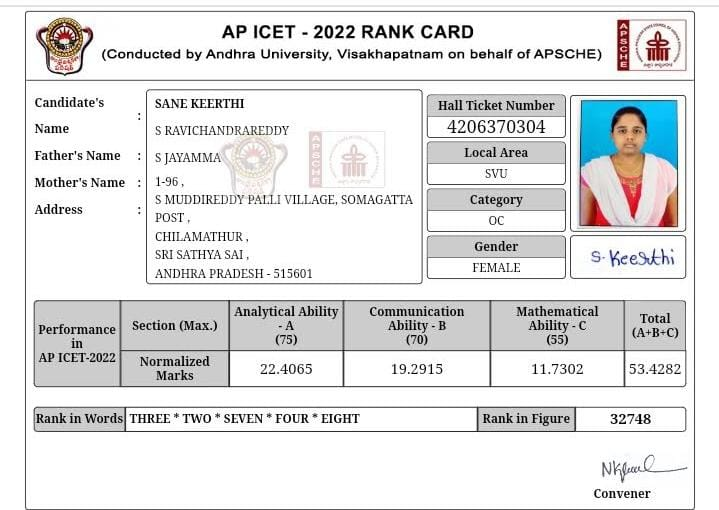 AP ICET - 2022 RANK CARD
(Conducted by Andhra University, Visakhapatnam on behalf of APSCHE)
APSCHE
Candidate's Name : SANE KEERTHI
Father's Name : S RAVICHANDRAREDDY
Mother's Name : S JAYAMMA
Address : 1-96 ,
S MUDDIREDDY PALLI VILLAGE, SOMAGATTA
POST ,
CHILAMATHUR ,
SRI SATHYA SAI ,
ANDHRA PRADESH - 515601
APSCHE
Hall Ticket Number
4206370304
Local Area
SVU
Category
OC
Gender
FEMALE
S. Keerthi
Performance in AP ICET-2022
Section (Max.) Analytical Ability - A (75) Communication Ability - B (70) Mathematical Ability - C (55) Total (A+B+C)
Normalized Marks 22.4065 19.2915 11.7302 53.4282
Rank in Words THREE * TWO * SEVEN * FOUR * EIGHT Rank in Figure 32748
Convener